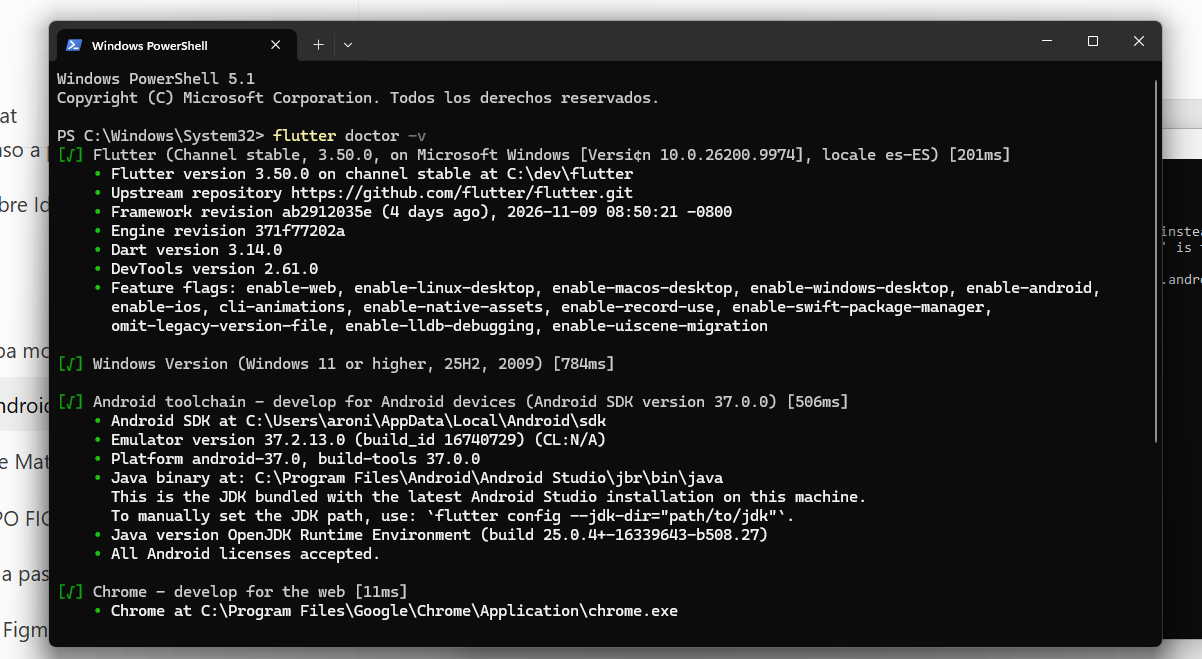 Windows PowerShell
Windows PowerShell 5.1
Copyright (C) Microsoft Corporation. Todos los derechos reservados.
PS C:\Windows\System32> flutter doctor -v
[√] Flutter (Channel stable, 3.50.0, on Microsoft Windows [Versi¢n 10.0.26200.9974], locale es-ES) [201ms]
• Flutter version 3.50.0 on channel stable at C:\dev\flutter
• Upstream repository https://github.com/flutter/flutter.git
• Framework revision ab2912035e (4 days ago), 2026-11-09 08:50:21 -0800
• Engine revision 371f77202a
• Dart version 3.14.0
• DevTools version 2.61.0
• Feature flags: enable-web, enable-linux-desktop, enable-macos-desktop, enable-windows-desktop, enable-android,
enable-ios, cli-animations, enable-native-assets, enable-record-use, enable-swift-package-manager,
omit-legacy-version-file, enable-lldb-debugging, enable-uiscene-migration
[√] Windows Version (Windows 11 or higher, 25H2, 2009) [784ms]
[√] Android toolchain - develop for Android devices (Android SDK version 37.0.0) [506ms]
• Android SDK at C:\Users\aroni\AppData\Local\Android\sdk
• Emulator version 37.2.13.0 (build_id 16740729) (CL:N/A)
• Platform android-37.0, build-tools 37.0.0
• Java binary at: C:\Program Files\Android\Android Studio\jbr\bin\java
This is the JDK bundled with the latest Android Studio installation on this machine.
To manually set the JDK path, use: `flutter config --jdk-dir="path/to/jdk"`.
• Java version OpenJDK Runtime Environment (build 25.0.4+-16339643-b508.27)
• All Android licenses accepted.
[√] Chrome - develop for the web [11ms]
• Chrome at C:\Program Files\Google\Chrome\Application\chrome.exe